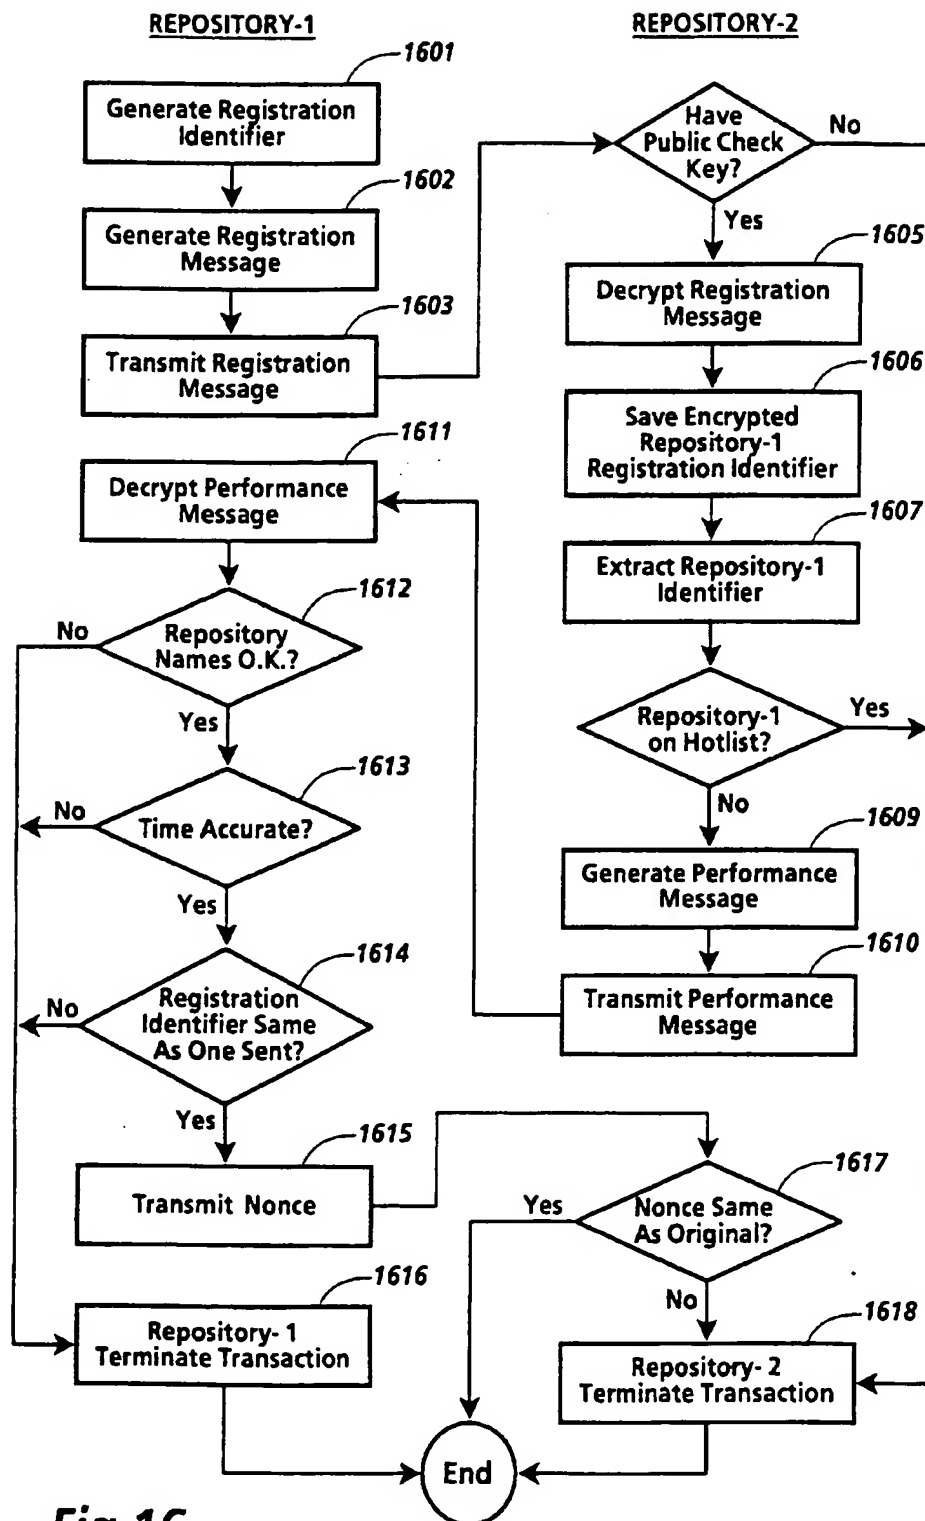 REPOSITORY-1
1601
Generate Registration
Identifier
1602
Generate Registration
Message
1603
Transmit Registration
Message
1611
Decrypt Performance
Message
1612
No
Repository
Names O.K.?
Yes
1613
No
Time Accurate?
Yes
1614
No
Registration
Identifier Same
As One Sent?
Yes
1615
Transmit Nonce
1616
Repository- 1
Terminate Transaction
REPOSITORY-2
Have
Public Check
Key?
No
Yes
1605
Decrypt Registration
Message
1606
Save Encrypted
Repository-1
Registration Identifier
1607
Extract Repository-1
Identifier
Repository-1
on Hotlist?
Yes
No
1609
Generate Performance
Message
1610
Transmit Performance
Message
1617
Yes
Nonce Same
As Original?
No
1618
Repository- 2
Terminate Transaction
End
Fig. 16